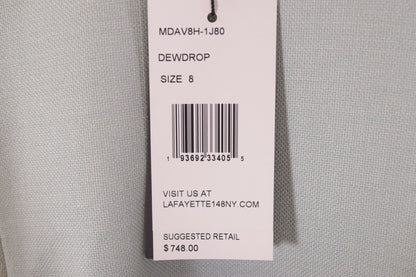 MDAV8H-1J80
DEWDROP
SIZE 8
1 93692 33405 5
VISIT US AT
LAFAYETTE148NY.COM
SUGGESTED RETAIL
$748.00